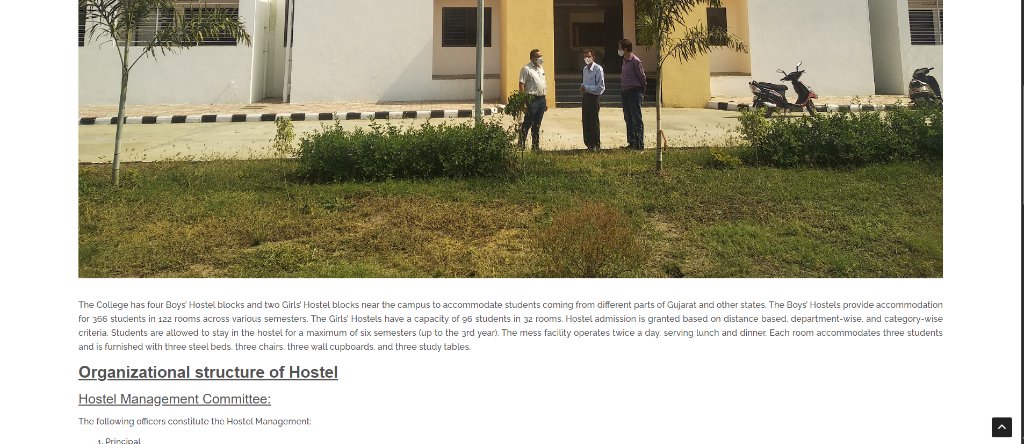 The College has four Boys' Hostel blocks and two Girls' Hostel blocks near the campus to accommodate students coming from different parts of Gujarat and other states. The Boys' Hostels provide accommodation
for 366 students in 122 rooms across various semesters. The Girls' Hostels have a capacity of 96 students in 32 rooms. Hostel admission is granted based on distance based, department-wise, and category-wise
criteria. Students are allowed to stay in the hostel for a maximum of six semesters (up to the 3rd year). The mess facility operates twice a day, serving lunch and dinner. Each room accommodates three students
and is furnished with three steel beds, three chairs, three wall cupboards, and three study tables.
Organizational structure of Hostel
Hostel Management Committee:
The following officers constitute the Hostel Management:
1. Principal